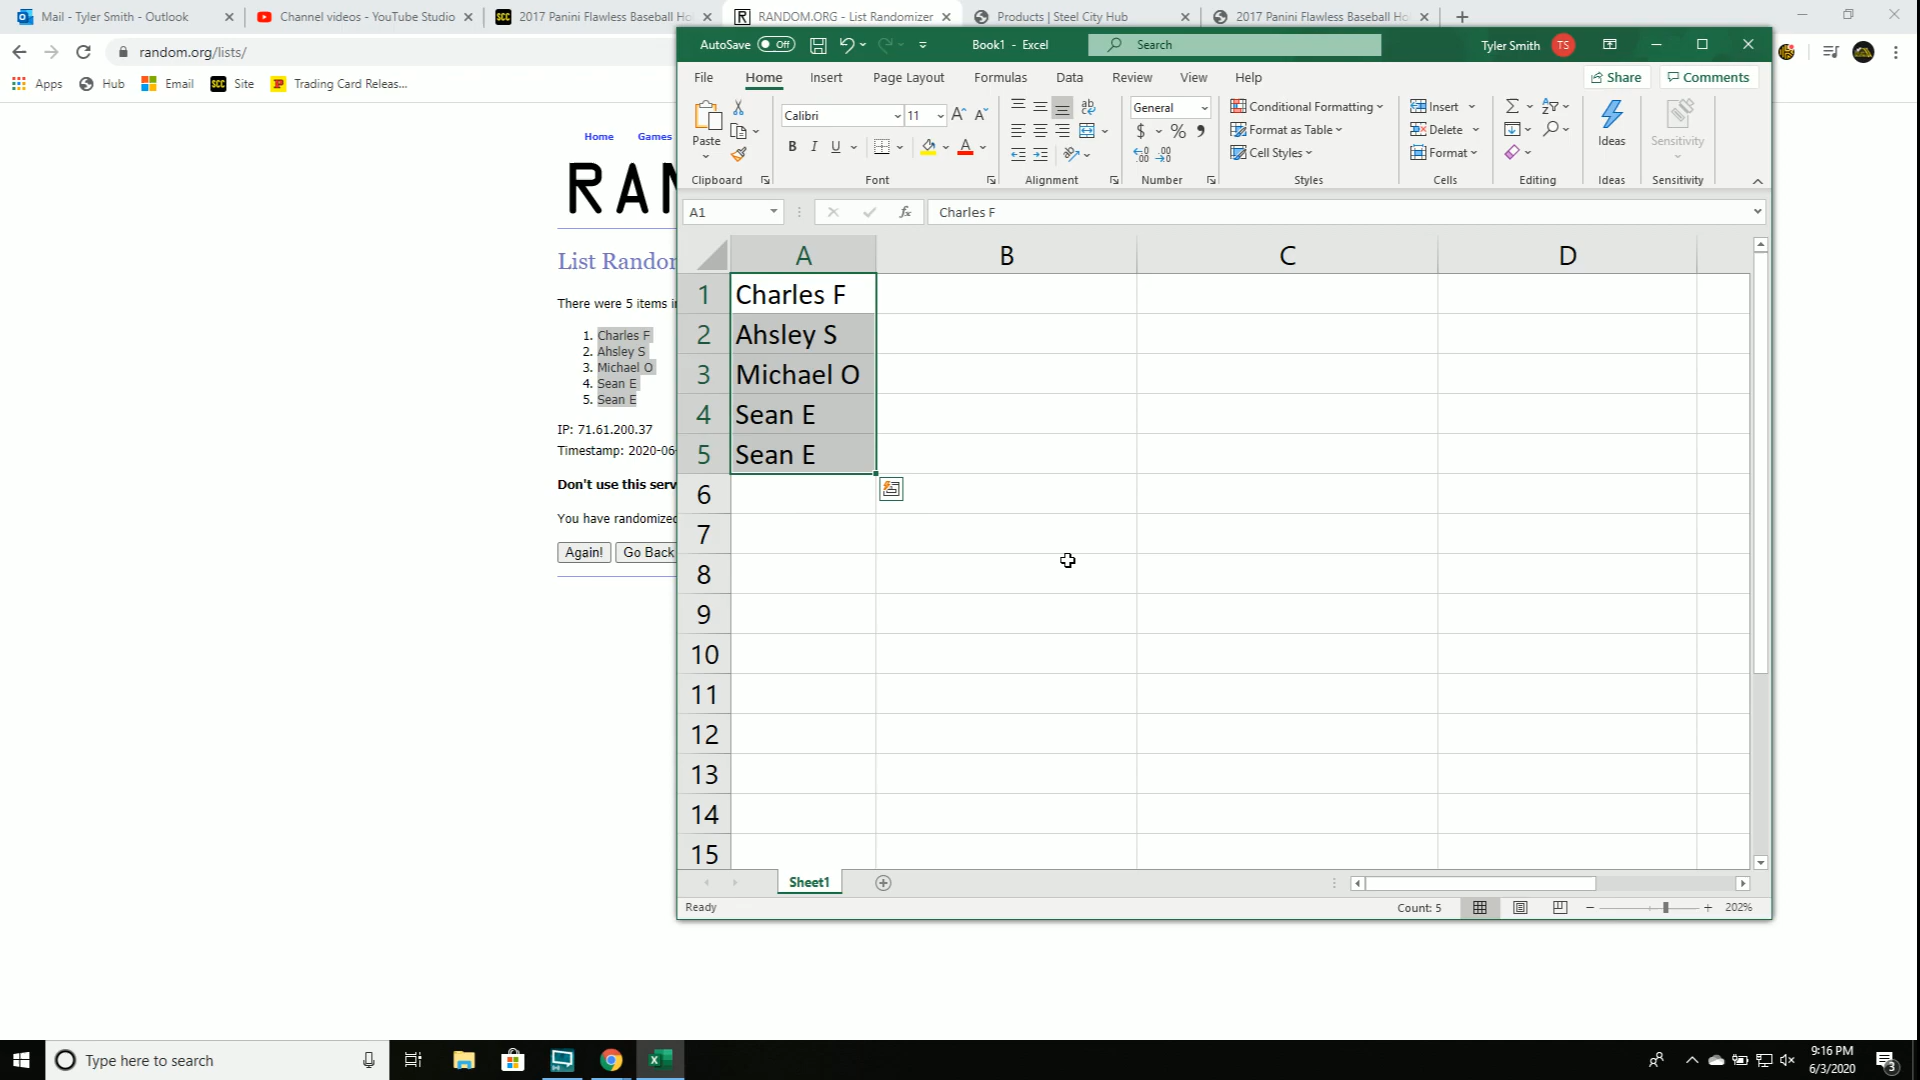 Mail - Tyler Smith - Outlook
Channel videos - YouTube Studio
SCC 2017 Panini Flawless Baseball Ho
R RANDOM.ORG - List Randomizer
Products | Steel City Hub
2017 Panini Flawless Baseball Ho
random.org/lists/
Apps
Hub
Email
SCC Site
Trading Card Releas...
AutoSave Off
Book1 - Excel
Search
Tyler Smith TS
File Home Insert Page Layout Formulas Data Review View Help
Share
Comments
Paste
Clipboard
Calibri 11
B I U
Font
ab
Alignment
General
$ % 9
Number
Conditional Formatting
Format as Table
Cell Styles
Styles
Insert
Delete
Format
Cells
Editing
Ideas
Ideas
Sensitivity
Sensitivity
A1
fx
Charles F
A B C D
1 Charles F
2 Ahsley S
3 Michael O
4 Sean E
5 Sean E
6
7
8
9
10
11
12
13
14
15
Sheet1
Ready
Count: 5
202%
Home Games
RAN
List Randor
There were 5 items i
1. Charles F
2. Ahsley S
3. Michael O
4. Sean E
5. Sean E
IP: 71.61.200.37
Timestamp: 2020-06
Don't use this serv
You have randomized
Again! Go Back
Type here to search
9:16 PM
6/3/2020
3